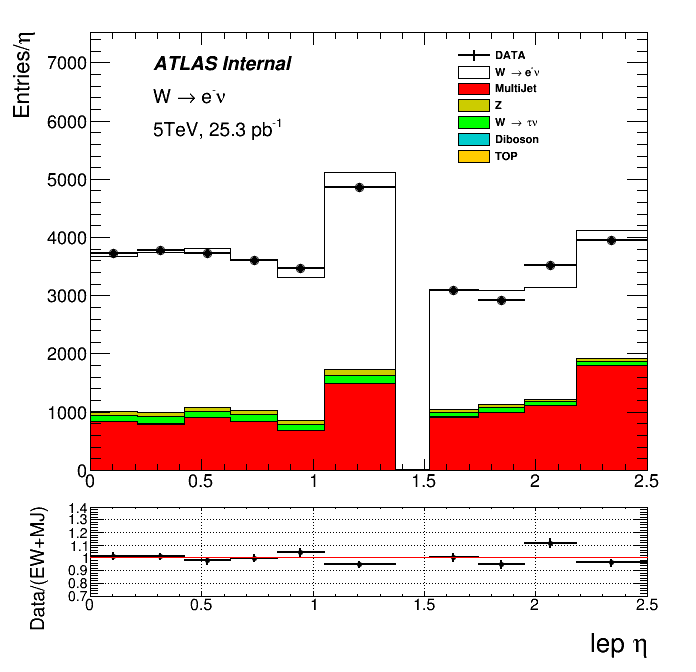 Entries/η
7000
6000
5000
4000
3000
2000
1000
0
ATLAS Internal
W → e⁻ν
5TeV, 25.3 pb⁻¹
DATA
W → e⁻ν
MultiJet
Z
W → τν
Diboson
TOP
0 0.5 1 1.5 2 2.5
Data/(EW+MJ)
1.4
1.3
1.2
1.1
1
0.9
0.8
0.7
0 0.5 1 1.5 2 2.5
lep η